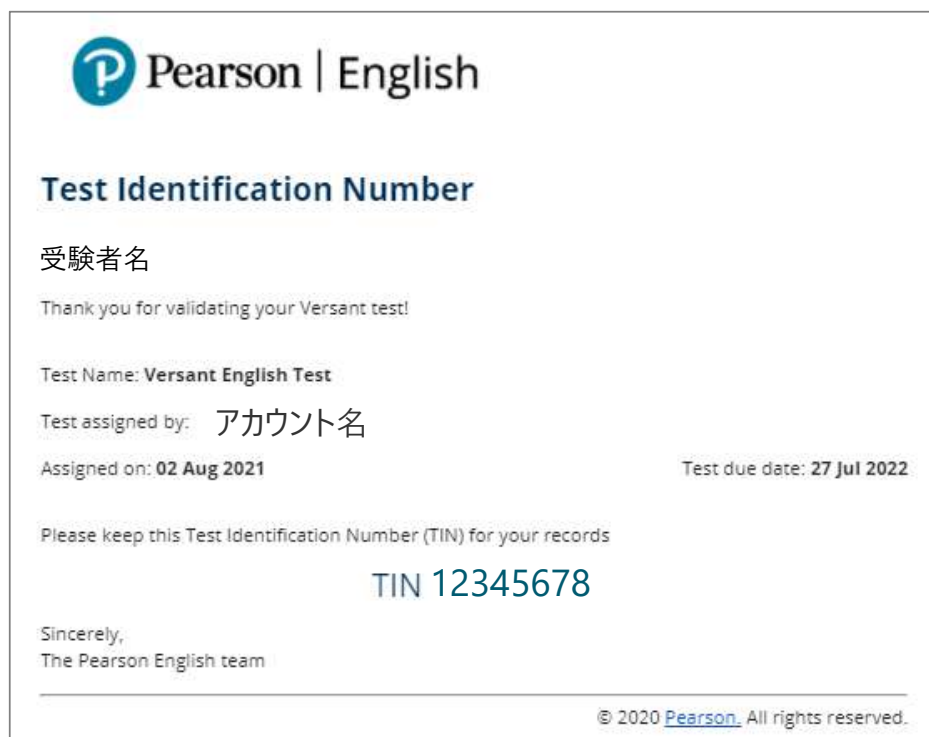 Pearson | English
Test Identification Number
受験者名
Thank you for validating your Versant test!
Test Name: Versant English Test
Test assigned by: アカウント名
Assigned on: 02 Aug 2021 Test due date: 27 Jul 2022
Please keep this Test Identification Number (TIN) for your records
TIN 12345678
Sincerely,
The Pearson English team
© 2020 Pearson. All rights reserved.